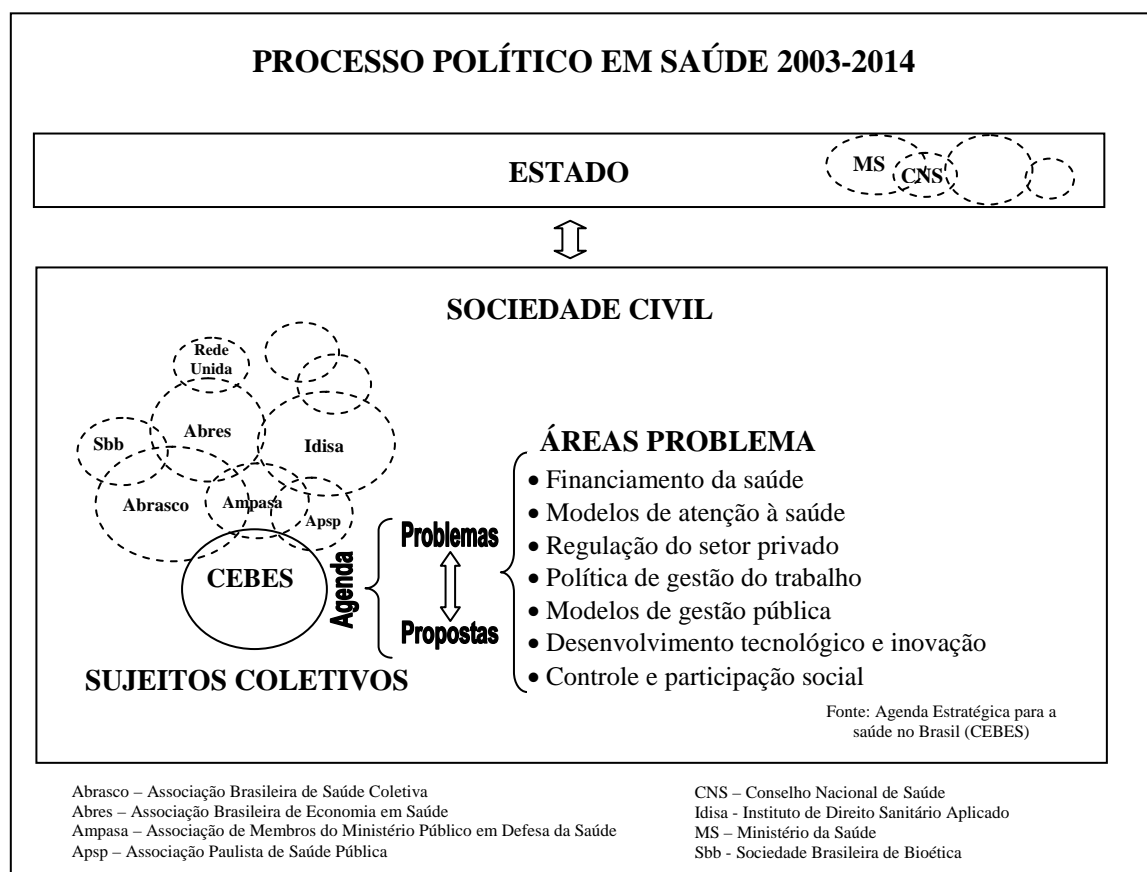 PROCESSO POLÍTICO EM SAÚDE 2003-2014
ESTADO
MS
CNS
SOCIEDADE CIVIL
Rede
Unida
Abres
Sbb
Idisa
Abrasco
Ampasa
Apsp
CEBES
SUJEITOS COLETIVOS
Agenda
Problemas
Propostas
ÁREAS PROBLEMA
• Financiamento da saúde
• Modelos de atenção à saúde
• Regulação do setor privado
• Política de gestão do trabalho
• Modelos de gestão pública
• Desenvolvimento tecnológico e inovação
• Controle e participação social
Fonte: Agenda Estratégica para a
saúde no Brasil (CEBES)
Abrasco – Associação Brasileira de Saúde Coletiva
Abres – Associação Brasileira de Economia em Saúde
Ampasa – Associação de Membros do Ministério Público em Defesa da Saúde
Apsp – Associação Paulista de Saúde Pública
CNS – Conselho Nacional de Saúde
Idisa - Instituto de Direito Sanitário Aplicado
MS – Ministério da Saúde
Sbb - Sociedade Brasileira de Bioética